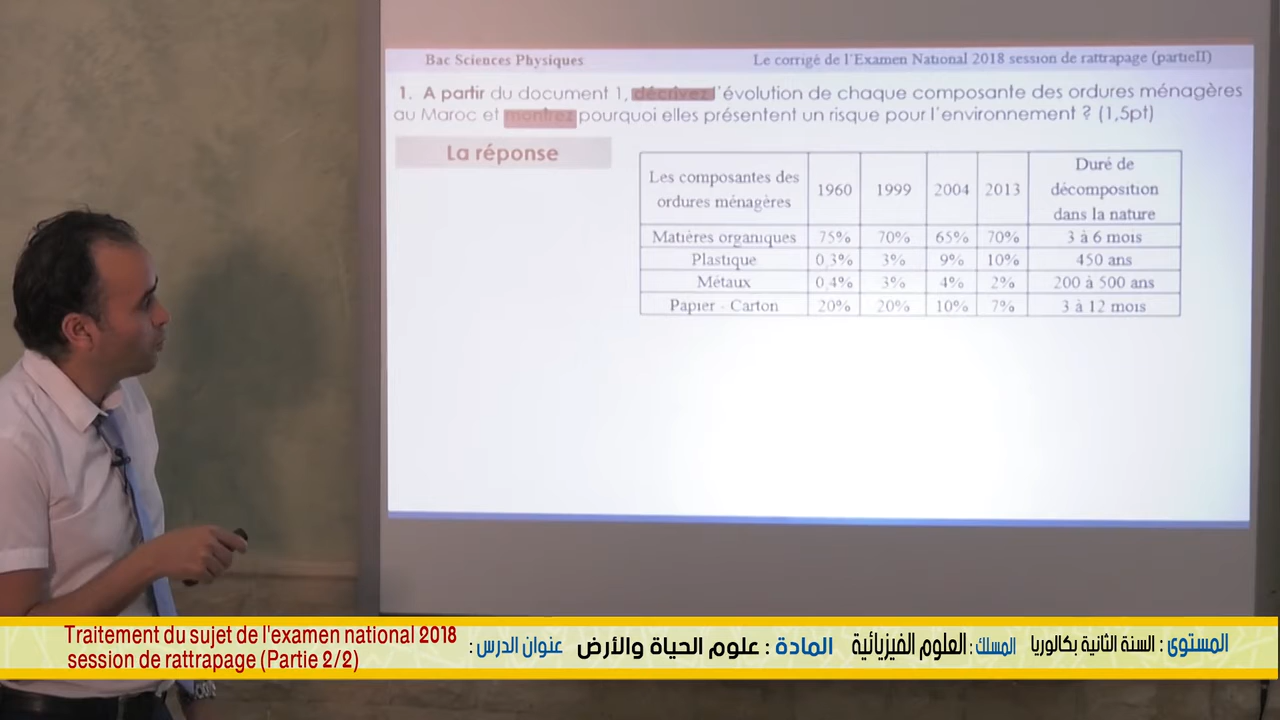 Bac Sciences Physiques
Le corrigé de l'Examen National 2018 session de rattrapage (partieII)
1. A partir du document 1, décrivez l'évolution de chaque composante des ordures ménagères
au Maroc et montrez pourquoi elles présentent un risque pour l'environnement ? (1,5pt)
La réponse
Les composantes des ordures ménagères 1960 1999 2004 2013 Duré de décomposition dans la nature
Matières organiques 75% 70% 65% 70% 3 à 6 mois
Plastique 0,3% 3% 9% 10% 450 ans
Métaux 0,4% 3% 4% 2% 200 à 500 ans
Papier - Carton 20% 20% 10% 7% 3 à 12 mois
المستوى : السنة الثانية بكالوريا المسلك : العلوم الفيزيائية المادة : علوم الحياة والأرض عنوان الدرس :
Traitement du sujet de l'examen national 2018
session de rattrapage (Partie 2/2)